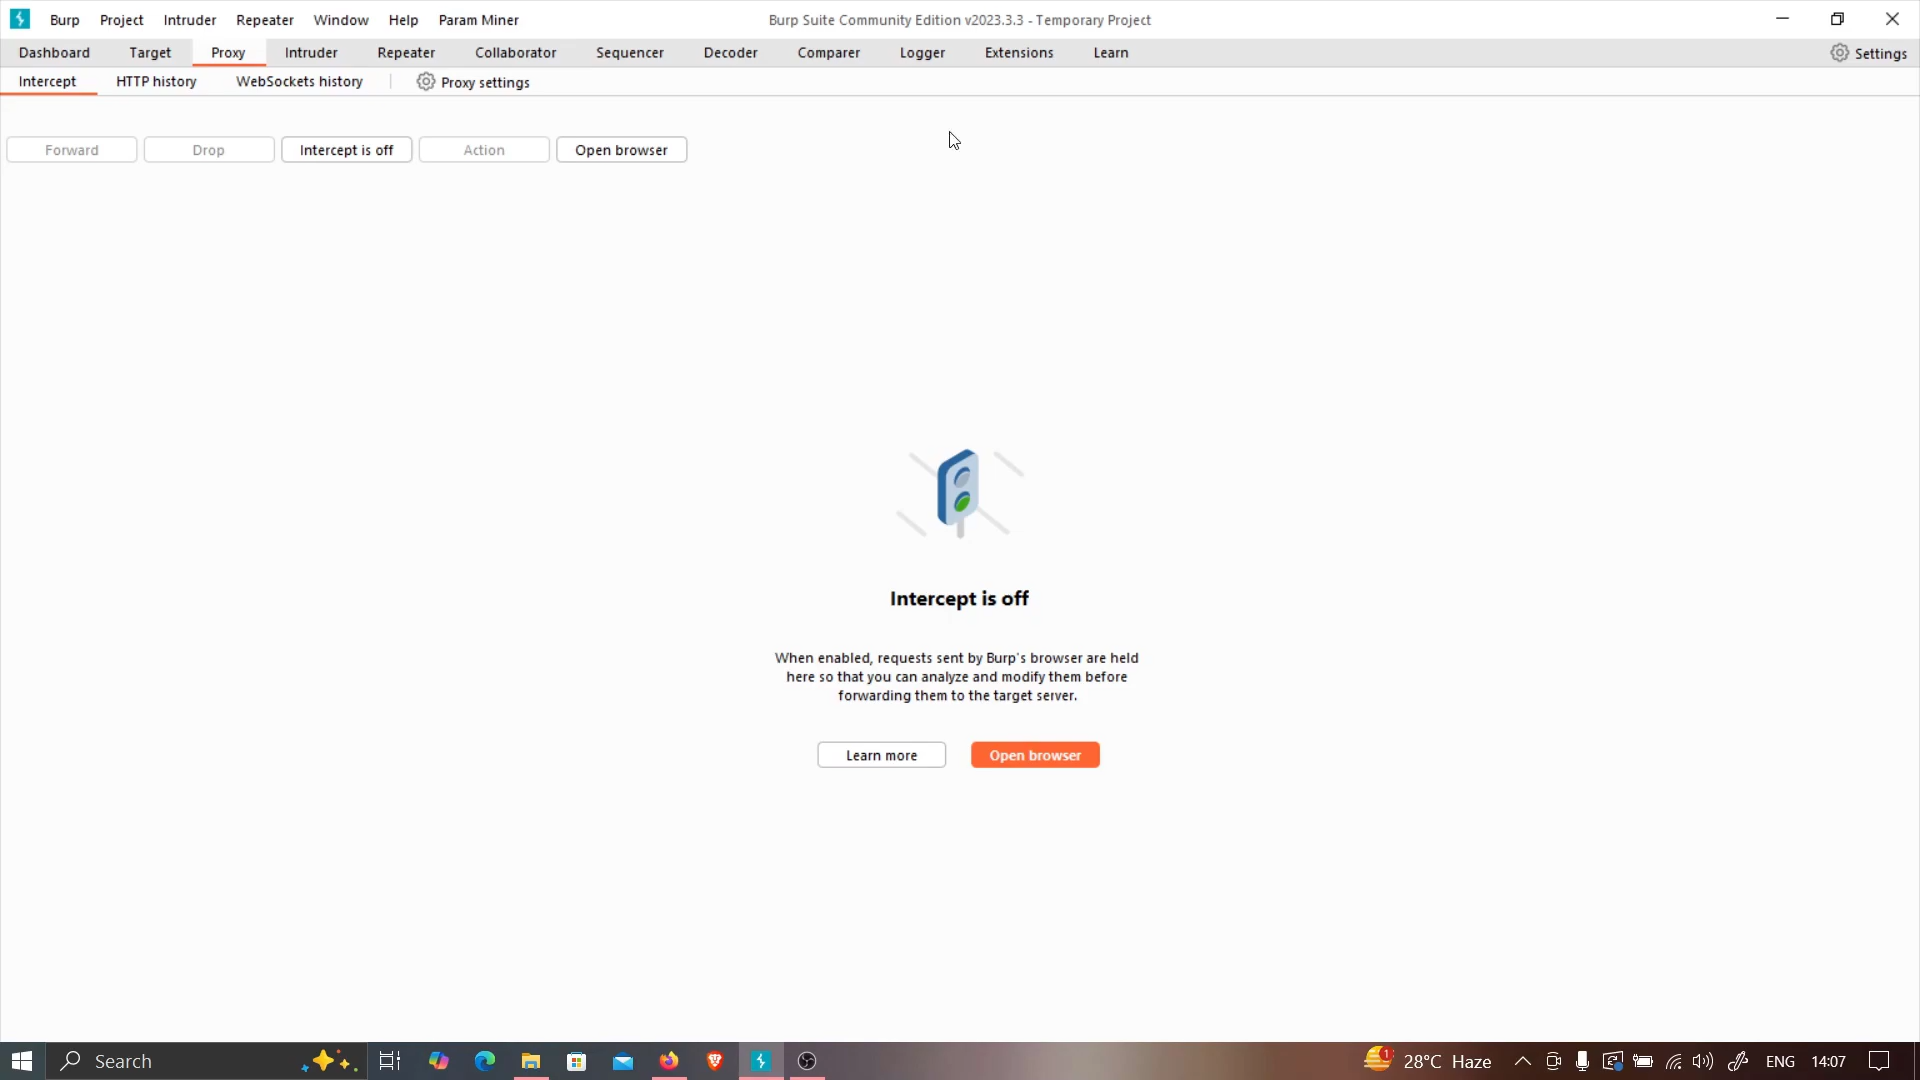 Burp Project Intruder Repeater Window Help Param Miner Burp Suite Community Edition v2023.3.3 - Temporary Project
Dashboard Target Proxy Intruder Repeater Collaborator Sequencer Decoder Comparer Logger Extensions Learn Settings
Intercept HTTP history WebSockets history Proxy settings
Forward Drop Intercept is off Action Open browser
Intercept is off
When enabled, requests sent by Burp's browser are held
here so that you can analyze and modify them before
forwarding them to the target server.
Learn more Open browser
Search 1 28°C Haze ENG 14:07